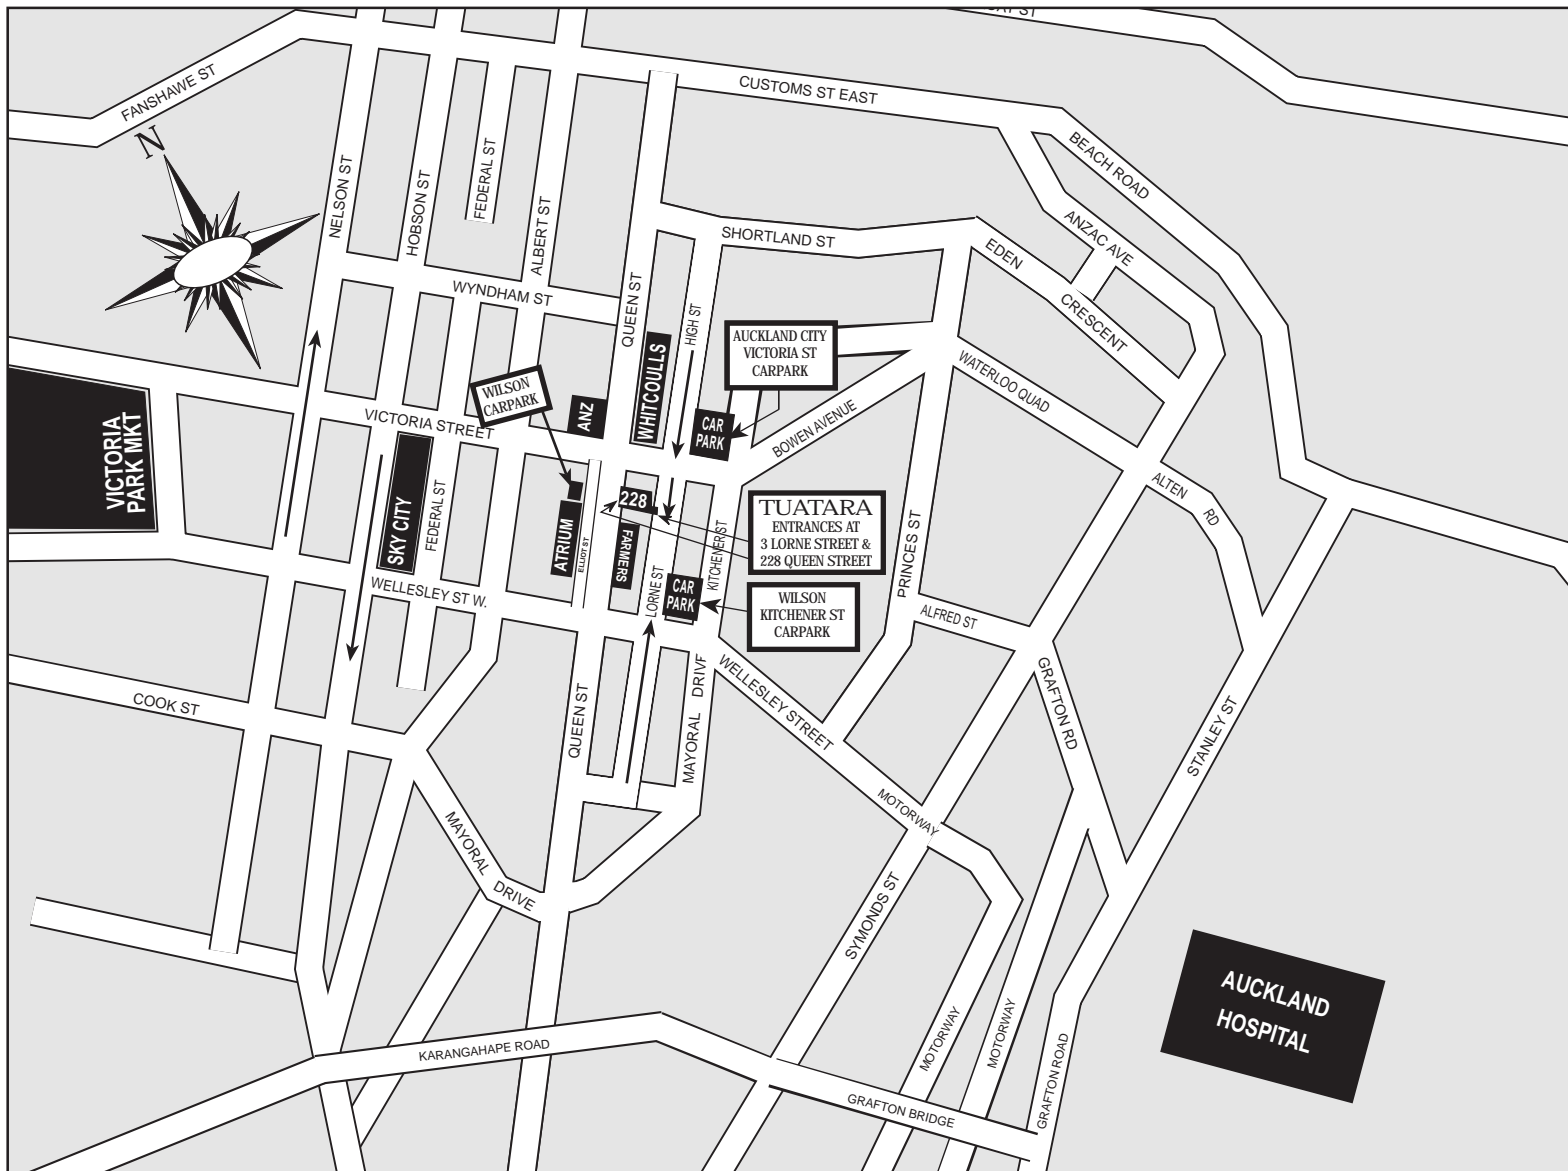 FANSHAWE ST
N
CUSTOMS ST EAST
BEACH ROAD
ANZAC AVE
NELSON ST
HOBSON ST
FEDERAL ST
ALBERT ST
QUEEN ST
SHORTLAND ST
EDEN
CRESCENT
WYNDHAM ST
HIGH ST
WHITCOULLS
AUCKLAND CITY
VICTORIA ST
CARPARK
WATERLOO QUAD
WILSON
CARPARK
ANZ
CAR
PARK
BOWEN AVENUE
VICTORIA STREET
VICTORIA
PARK MKT
SKY CITY
FEDERAL ST
ATRIUM
ELLIOT ST
228
FARMERS
LORNE ST
KITCHENER ST
TUATARA
ENTRANCES AT
3 LORNE STREET &
228 QUEEN STREET
CAR
PARK
WILSON
KITCHENER ST
CARPARK
PRINCES ST
ALTEN
RD
ALFRED ST
WELLESLEY ST W.
WELLESLEY STREET
GRAFTON RD
STANLEY ST
COOK ST
QUEEN ST
MAYORAL DRIVE
MAYORAL
DRIVE
MOTORWAY
SYMONDS ST
MOTORWAY
MOTORWAY
GRAFTON ROAD
KARANGAHAPE ROAD
GRAFTON BRIDGE
AUCKLAND
HOSPITAL